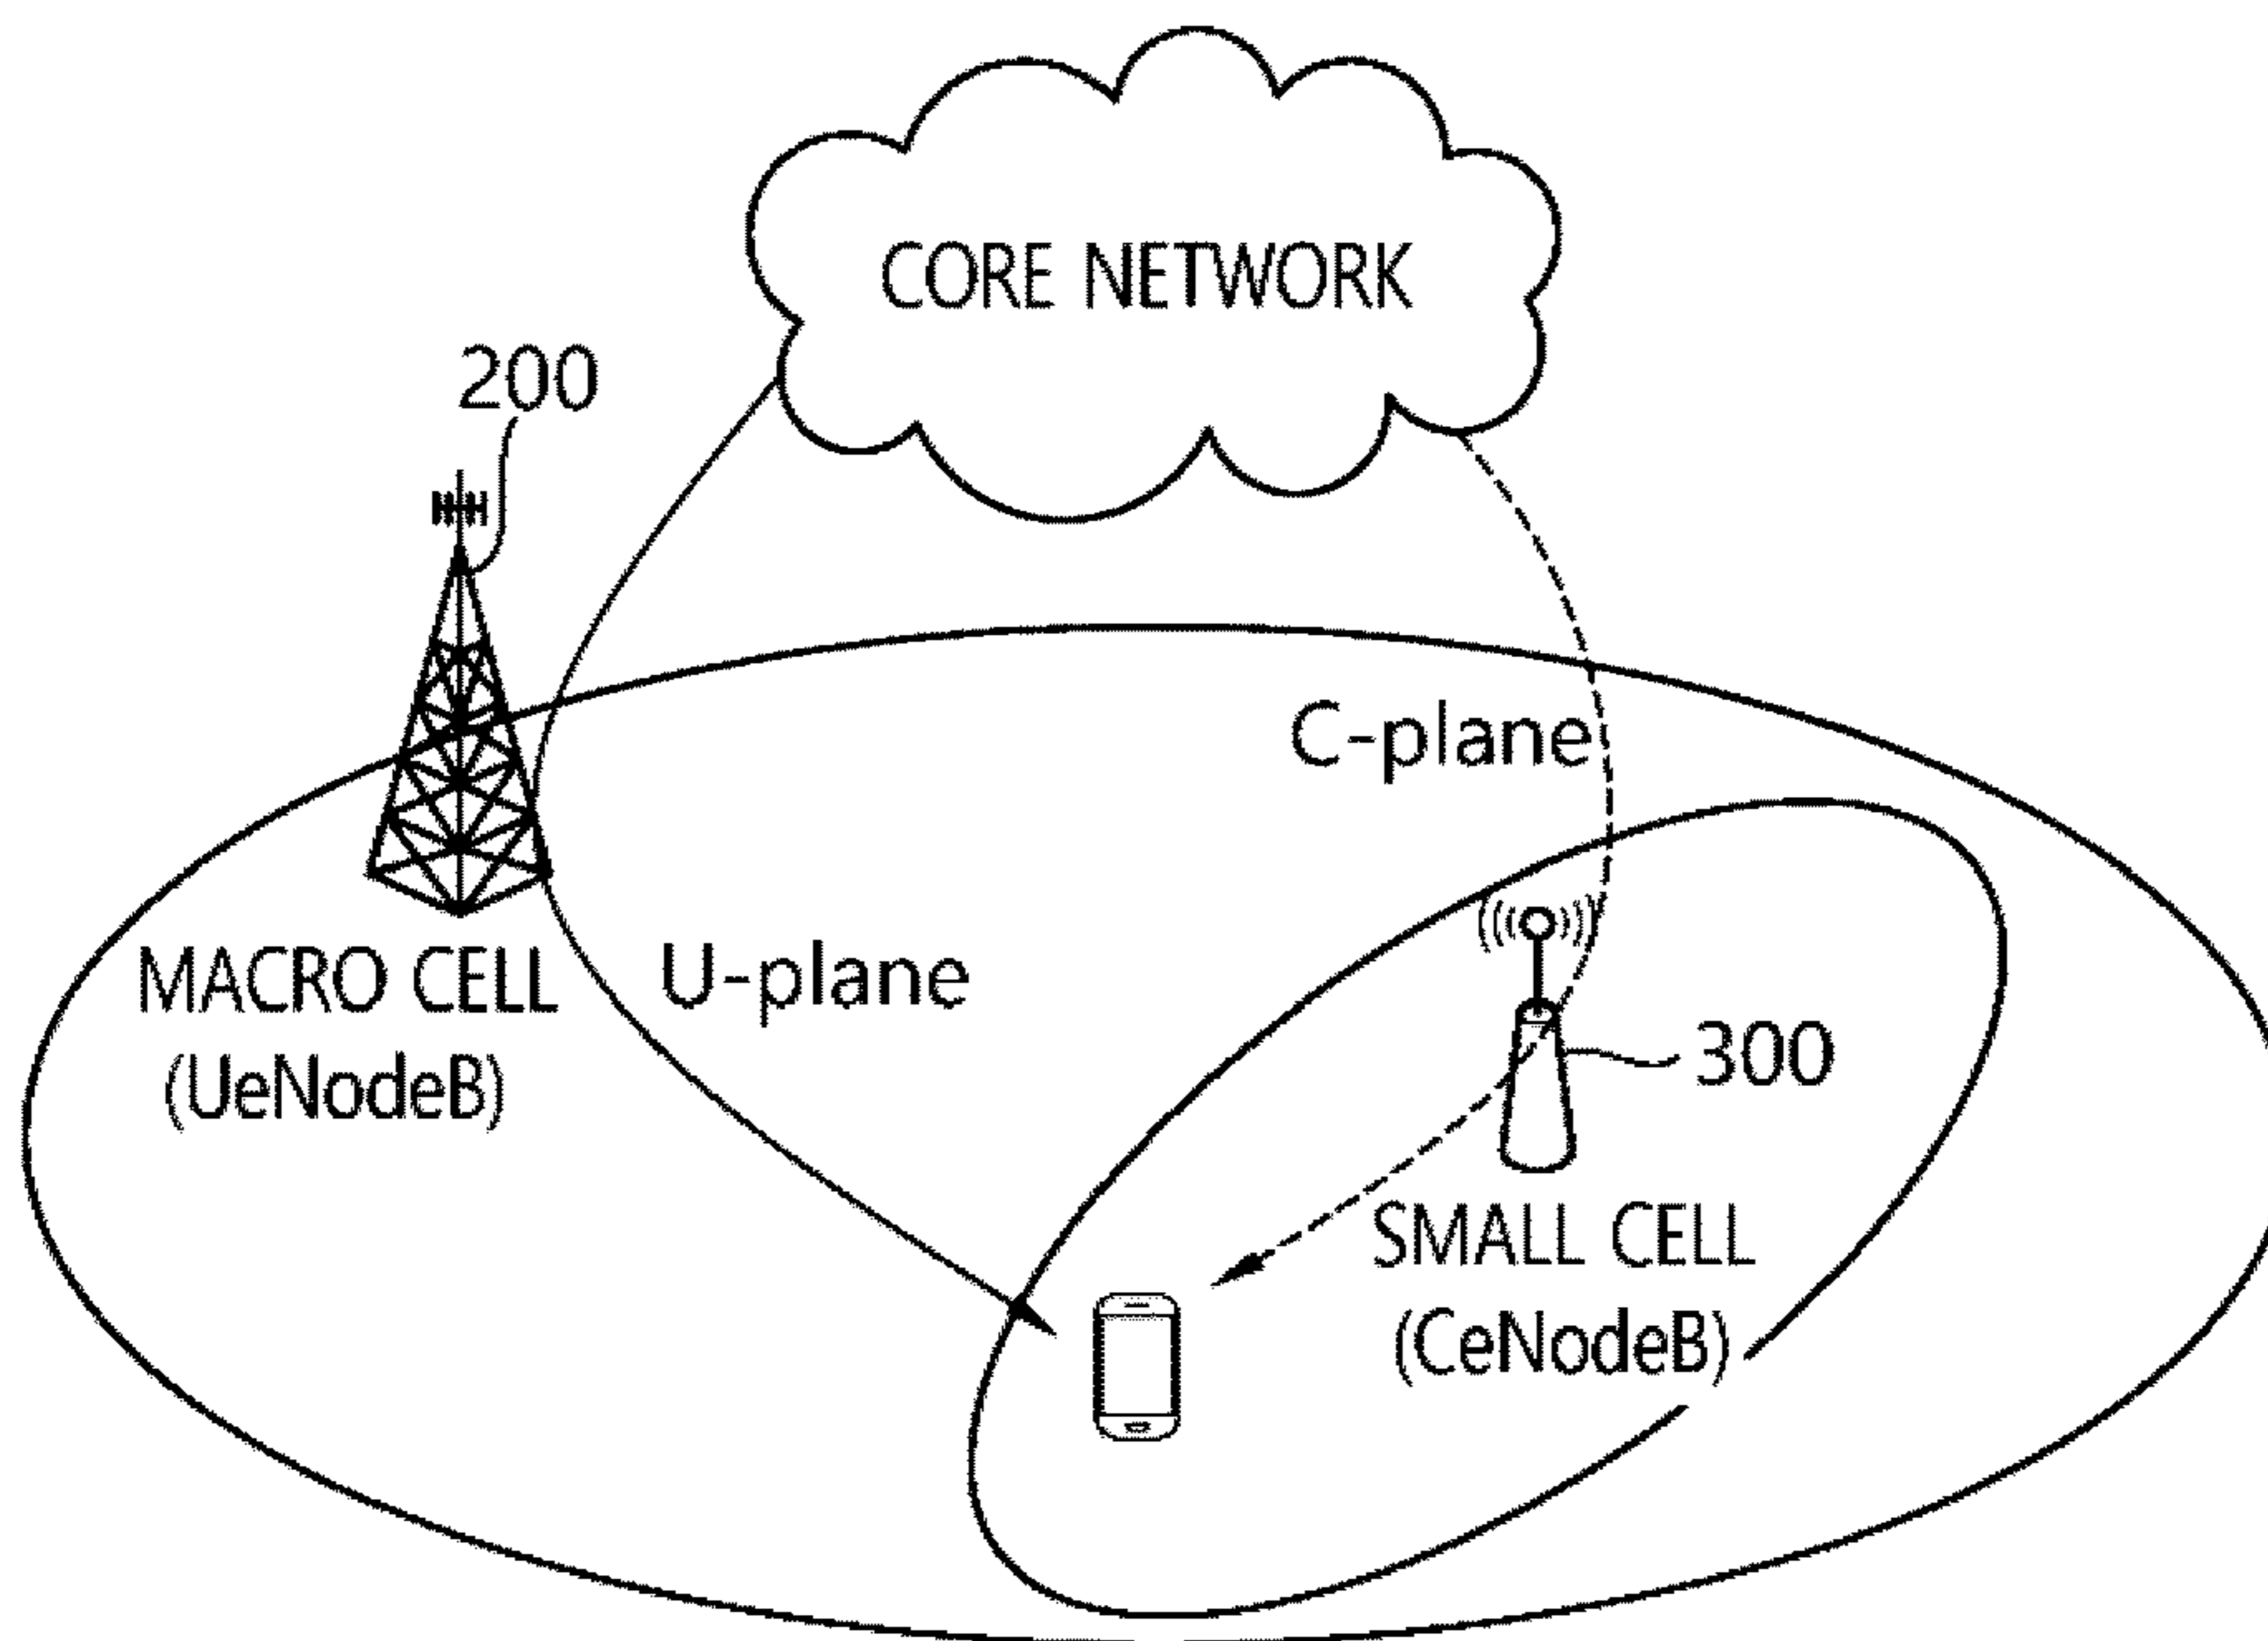 CORE NETWORK
200
C-plane
MACRO CELL
(UeNodeB)
U-plane
300
SMALL CELL
(CeNodeB)